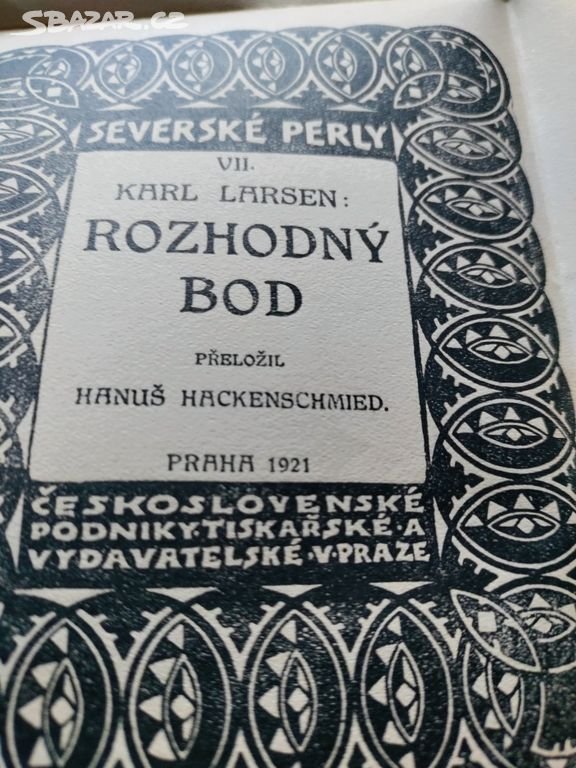 SBAZAR.CZ
SEVERSKÉ PERLY
VII.
KARL LARSEN:
ROZHODNÝ
BOD
PŘELOŽIL
HANUŠ HACKENSCHMIED.
PRAHA 1921
ČESKOSLOVENSKÉ
PODNIKY·TISKAŘSKÉ·A
VYDAVATELSKÉ·V·PRAZE